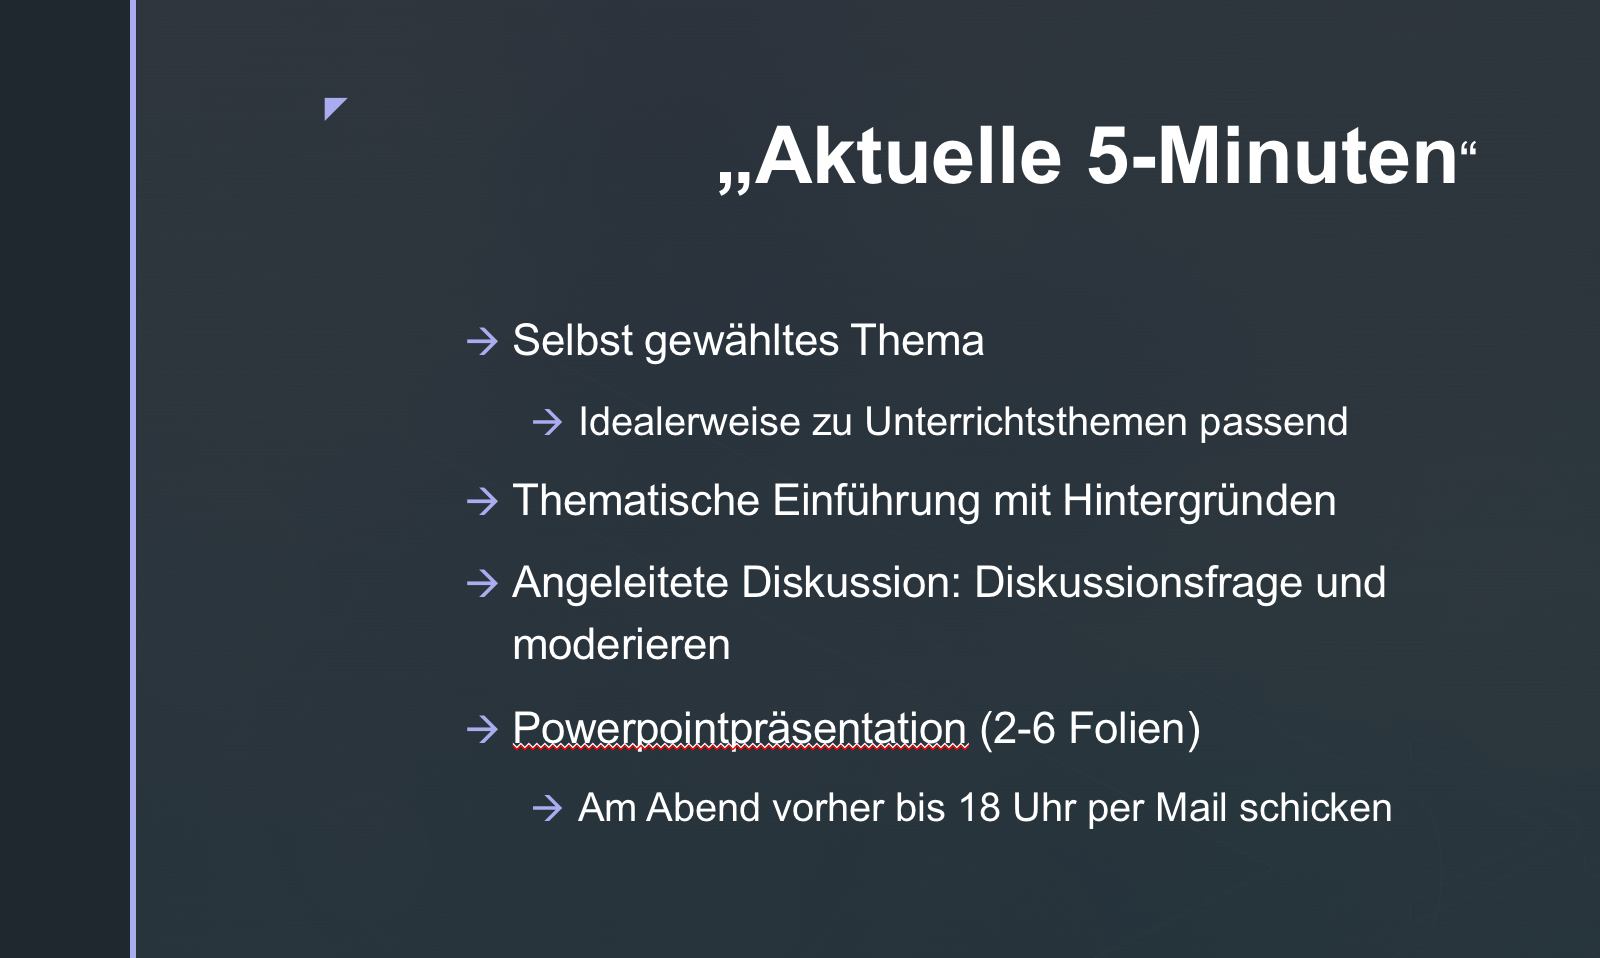 „Aktuelle 5-Minuten“
→ Selbst gewähltes Thema
→ Idealerweise zu Unterrichtsthemen passend
→ Thematische Einführung mit Hintergründen
→ Angeleitete Diskussion: Diskussionsfrage und
moderieren
→ Powerpointpräsentation (2-6 Folien)
→ Am Abend vorher bis 18 Uhr per Mail schicken